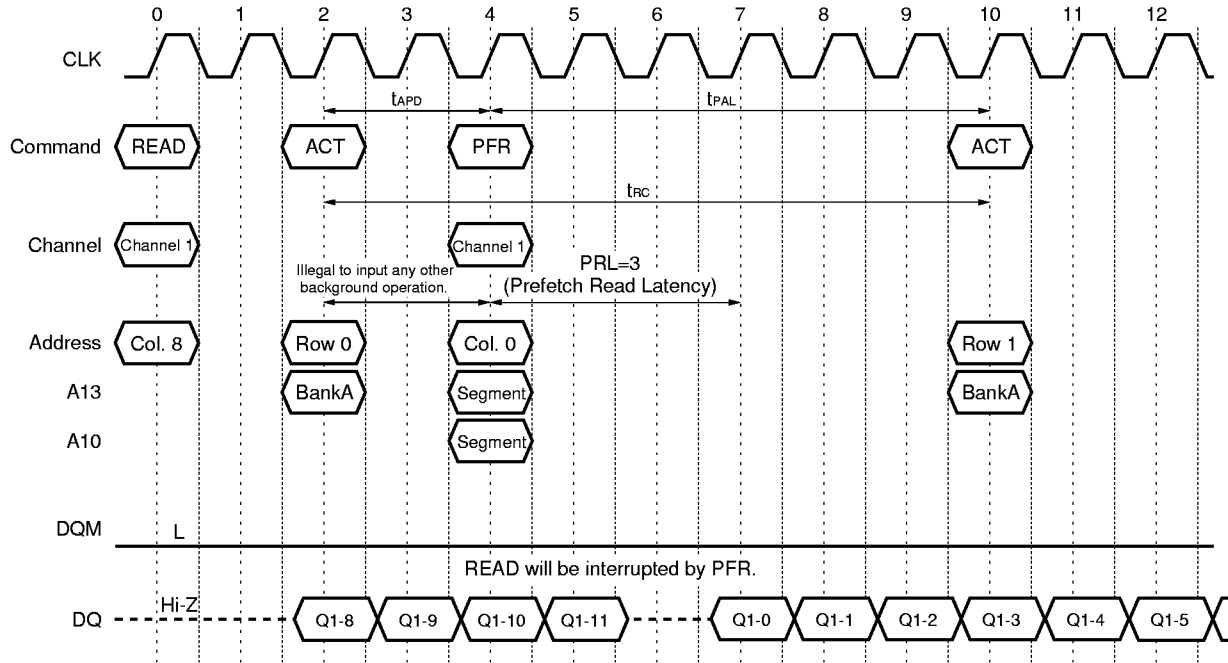 0 1 2 3 4 5 6 7 8 9 10 11 12
CLK
tAPD tPAL
Command READ ACT PFR ACT
tRC
Channel Channel 1 Channel 1
Illegal to input any other
background operation.
PRL=3
(Prefetch Read Latency)
Address Col. 8 Row 0 Col. 0 Row 1
A13 BankA Segment BankA
A10 Segment
DQM L
READ will be interrupted by PFR.
DQ Hi-Z Q1-8 Q1-9 Q1-10 Q1-11 Q1-0 Q1-1 Q1-2 Q1-3 Q1-4 Q1-5